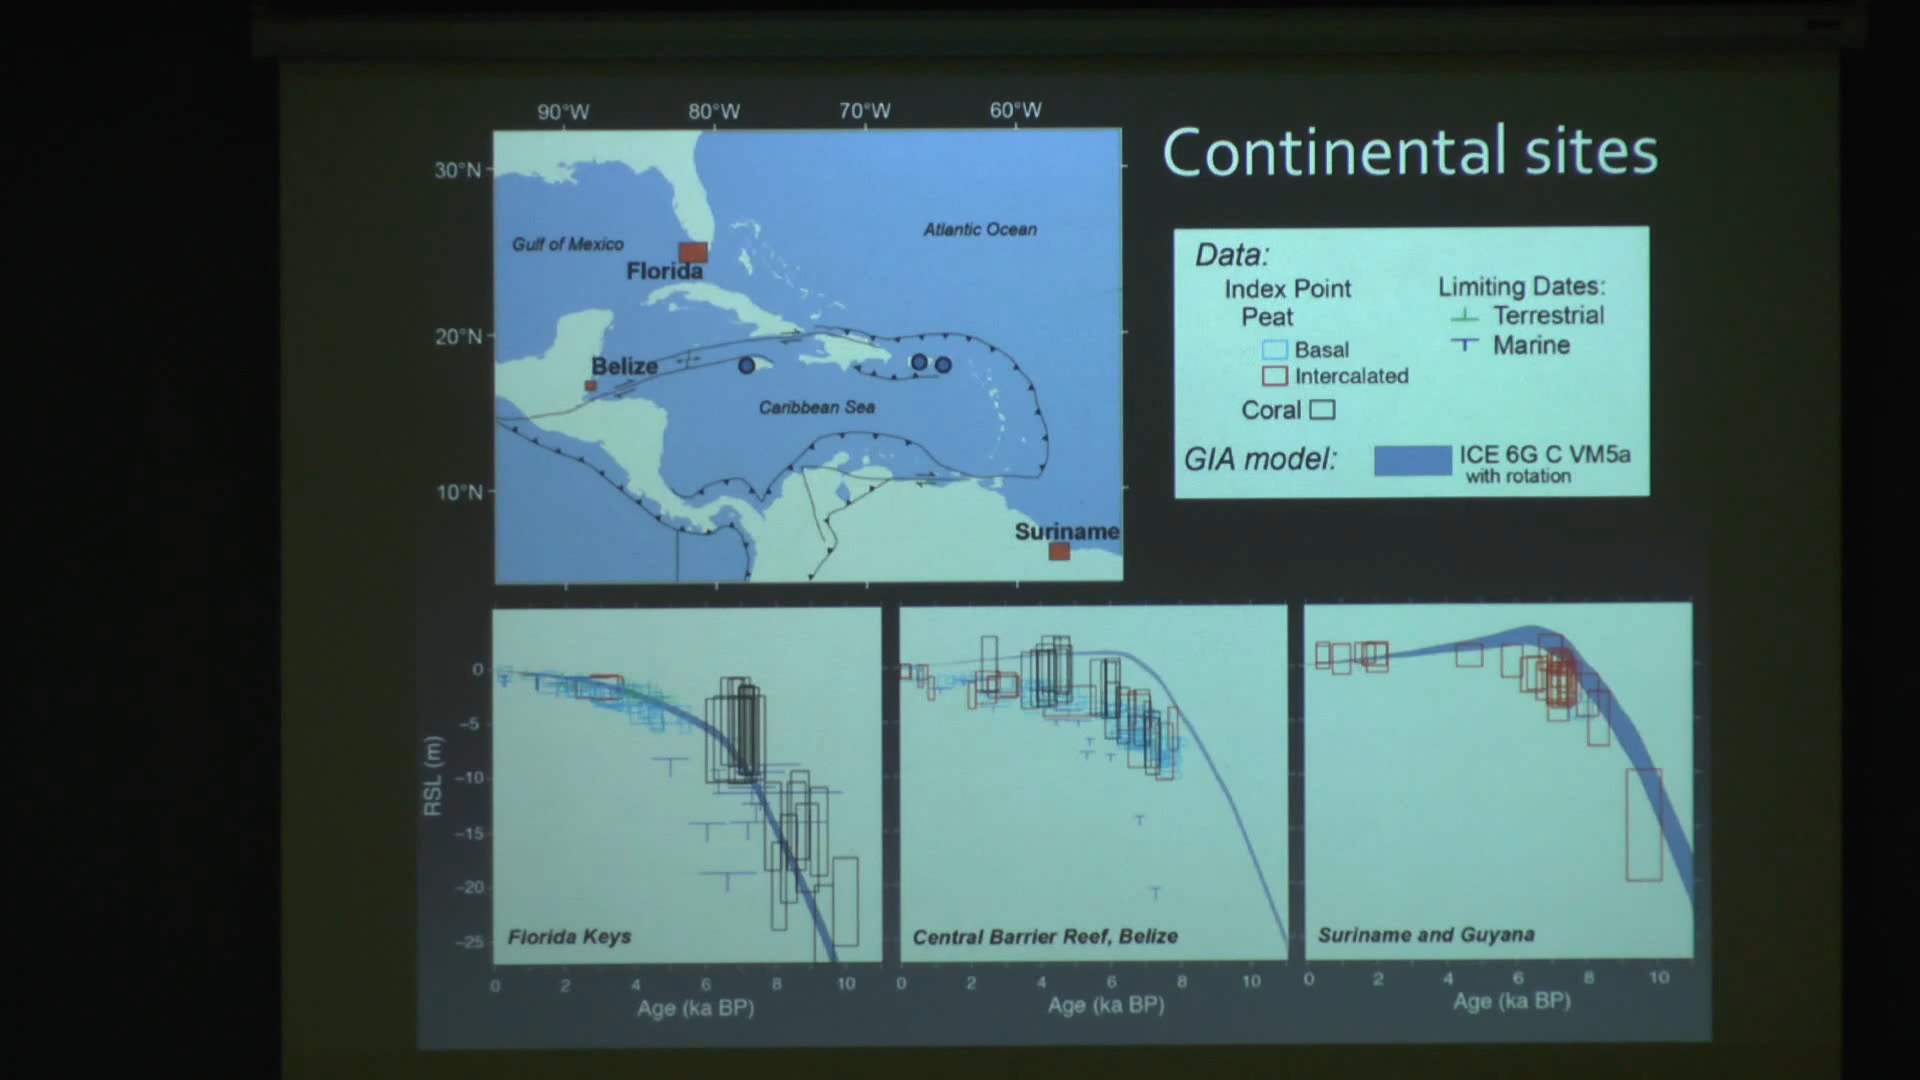 Continental sites
90°W 80°W 70°W 60°W
30°N
20°N
10°N
Gulf of Mexico
Atlantic Ocean
Florida
Belize
Caribbean Sea
Suriname
Data:
Index Point
Peat
Basal
Intercalated
Coral
Limiting Dates:
Terrestrial
Marine
GIA model:
ICE 6G C VM5a
with rotation
RSL (m)
0
-5
-10
-15
-20
-25
Florida Keys
0 2 4 6 8 10
Age (ka BP)
Central Barrier Reef, Belize
0 2 4 6 8 10
Age (ka BP)
Suriname and Guyana
0 2 4 6 8 10
Age (ka BP)